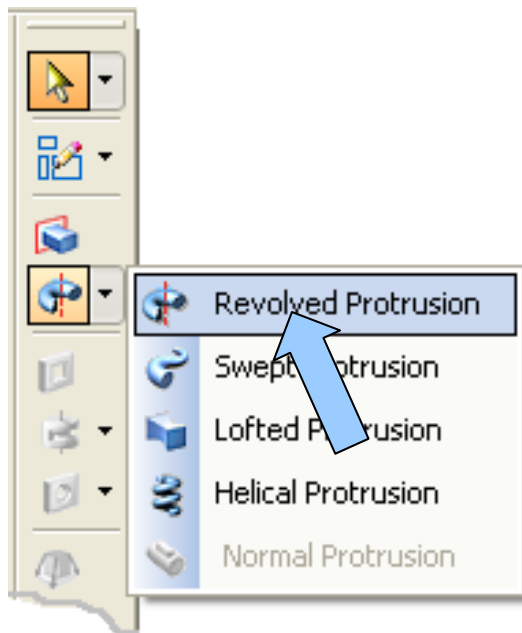 Revolved Protrusion
Swept Protrusion
Lofted Protrusion
Helical Protrusion
Normal Protrusion